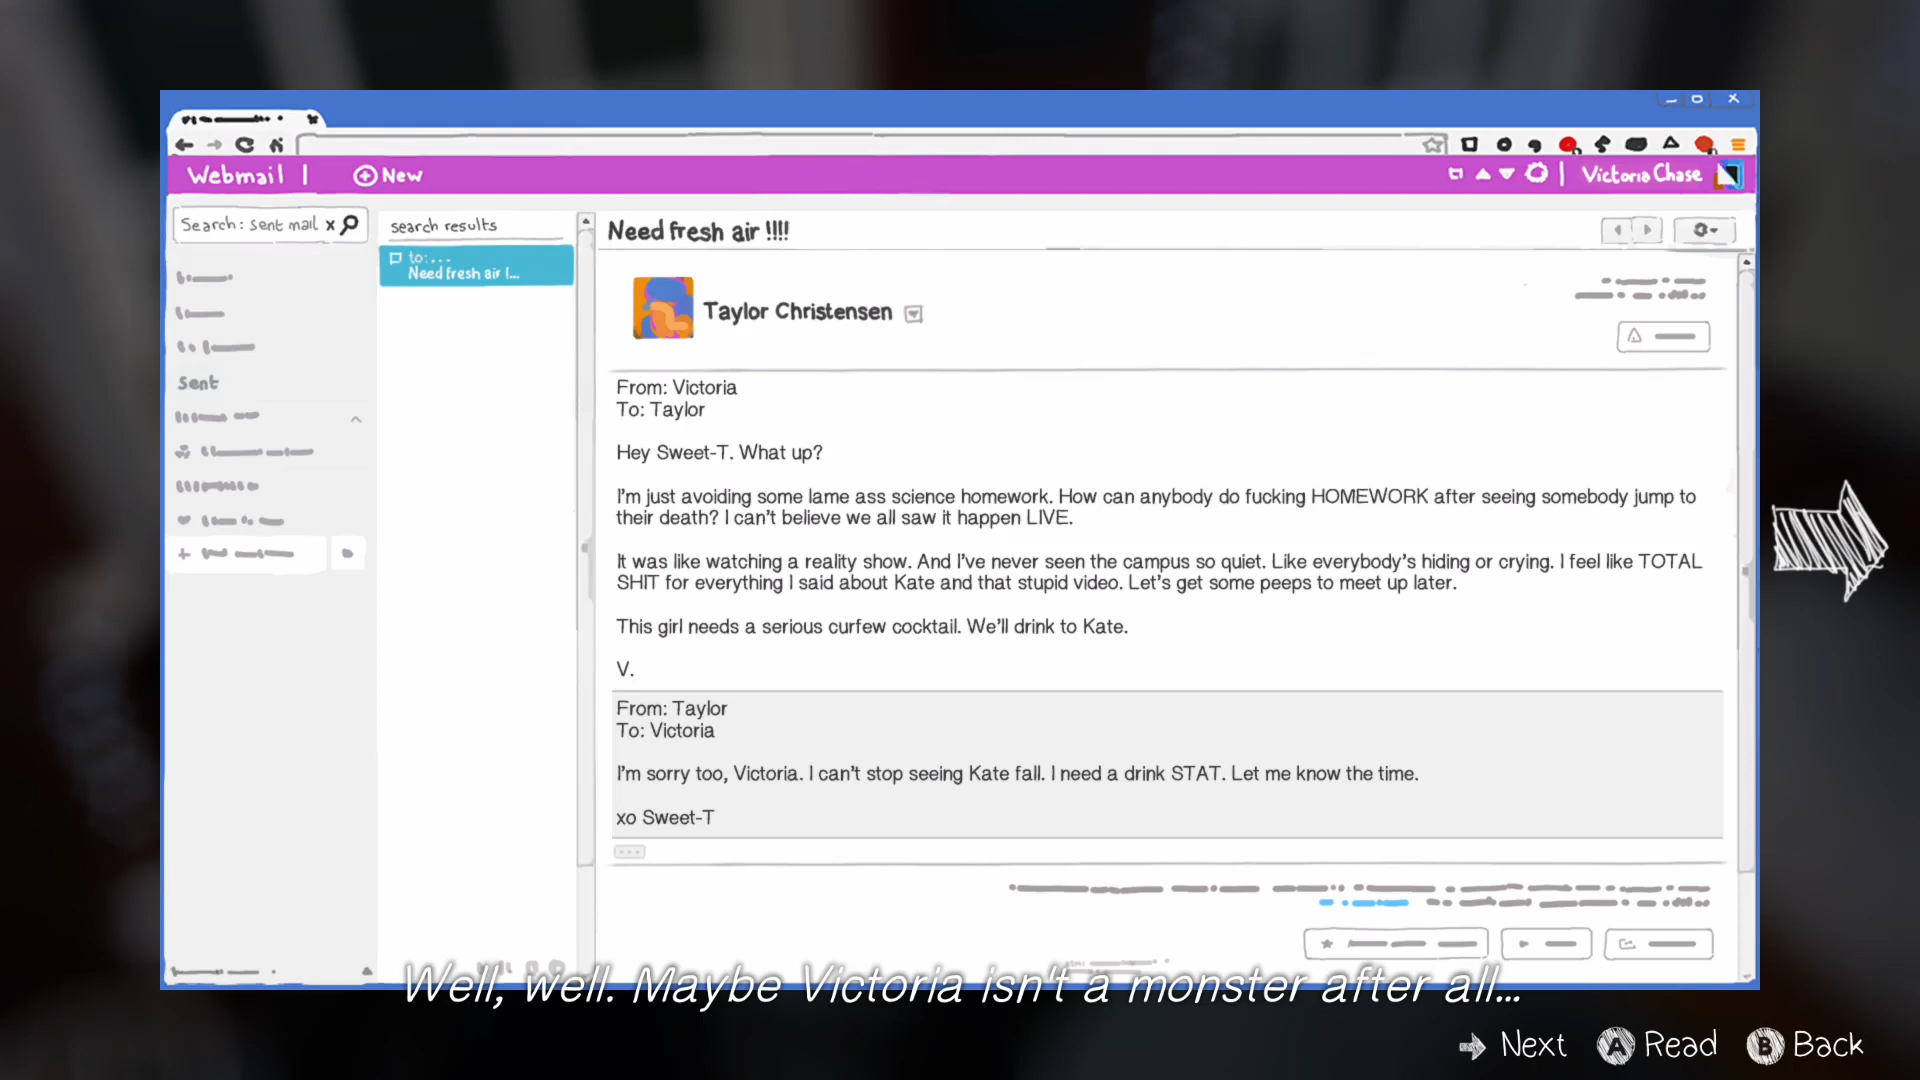 Webmail | New
Victoria Chase
Search: sent mail x
search results
to:...
Need fresh air !...
Sent
Need fresh air !!!!
Taylor Christensen
From: Victoria
To: Taylor
Hey Sweet-T. What up?
I'm just avoiding some lame ass science homework. How can anybody do fucking HOMEWORK after seeing somebody jump to
their death? I can't believe we all saw it happen LIVE.
It was like watching a reality show. And I've never seen the campus so quiet. Like everybody's hiding or crying. I feel like TOTAL
SHIT for everything I said about Kate and that stupid video. Let's get some peeps to meet up later.
This girl needs a serious curfew cocktail. We'll drink to Kate.
V.
From: Taylor
To: Victoria
I'm sorry too, Victoria. I can't stop seeing Kate fall. I need a drink STAT. Let me know the time.
xo Sweet-T
Well, well. Maybe Victoria isn't a monster after all...
Next A Read B Back